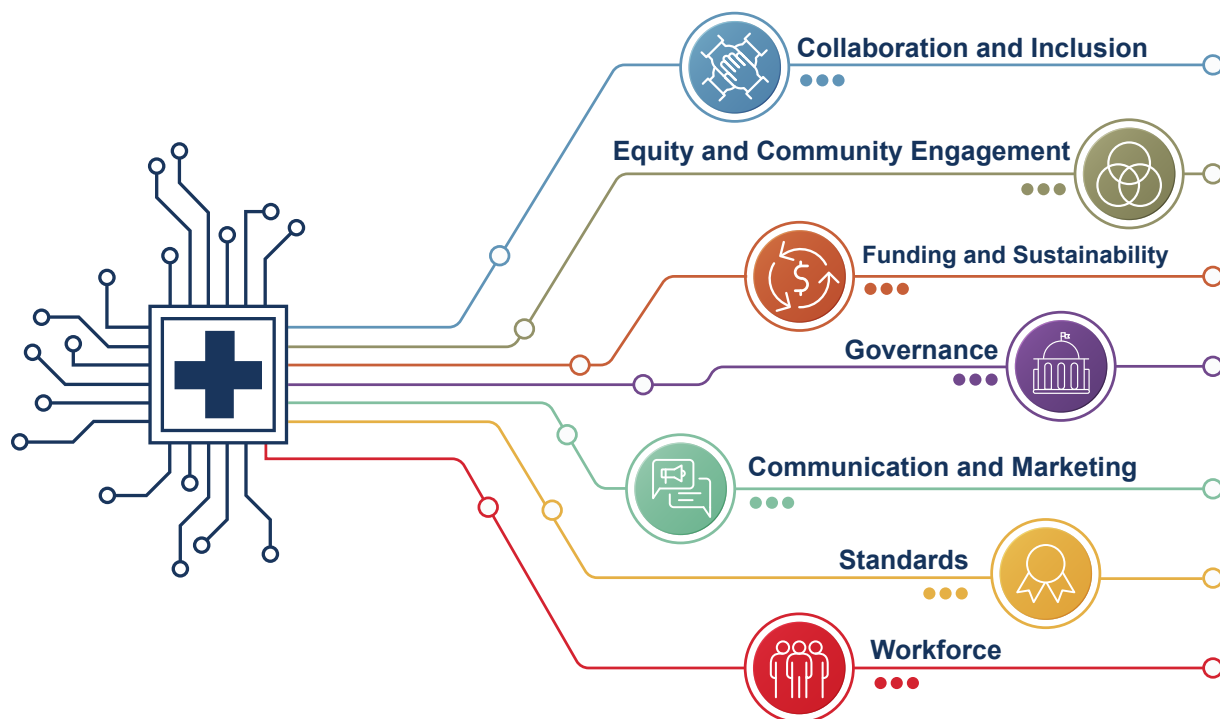 Collaboration and Inclusion
Equity and Community Engagement
Funding and Sustainability
$
Governance
Communication and Marketing
Standards
Workforce